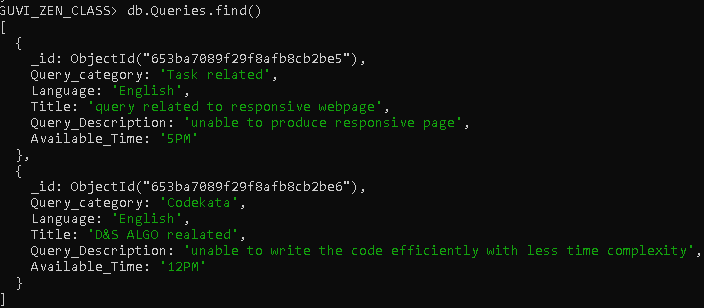 GUVI_ZEN_CLASS> db.Queries.find()
[
  {
    _id: ObjectId("653ba7089f29f8afb8cb2be5"),
    Query_category: 'Task related',
    Language: 'English',
    Title: 'query related to responsive webpage',
    Query_Description: 'unable to produce responsive page',
    Available_Time: '5PM'
  },
  {
    _id: ObjectId("653ba7089f29f8afb8cb2be6"),
    Query_category: 'Codekata',
    Language: 'English',
    Title: 'D&S ALGO realated',
    Query_Description: 'unable to write the code efficiently with less time complexity',
    Available_Time: '12PM'
  }
]